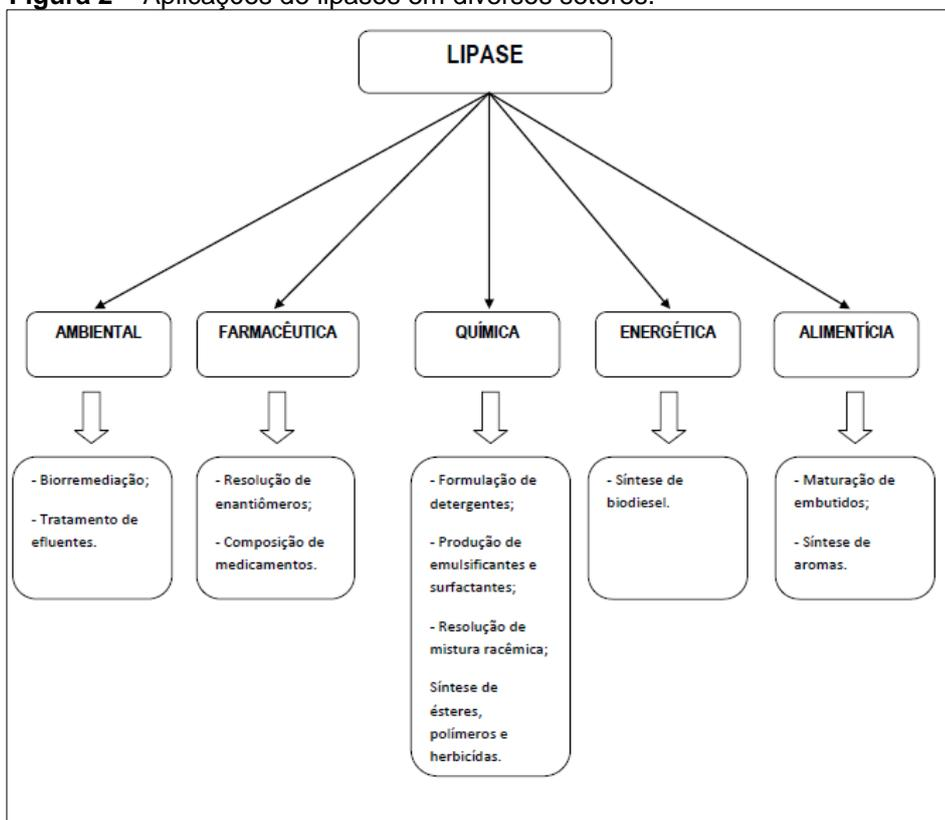 Figura 2 – Aplicações de lipases em diversos setores.
LIPASE
AMBIENTAL
FARMACÊUTICA
QUÍMICA
ENERGÉTICA
ALIMENTÍCIA
- Biorremediação;
- Tratamento de
efluentes.
- Resolução de
enantiômeros;
- Composição de
medicamentos.
- Formulação de
detergentes;
- Produção de
emulsificantes e
surfactantes;
- Resolução de
mistura racêmica;
Síntese de
ésteres,
polímeros e
herbicídas.
- Síntese de
biodiesel.
- Maturação de
embutidos;
- Síntese de
aromas.